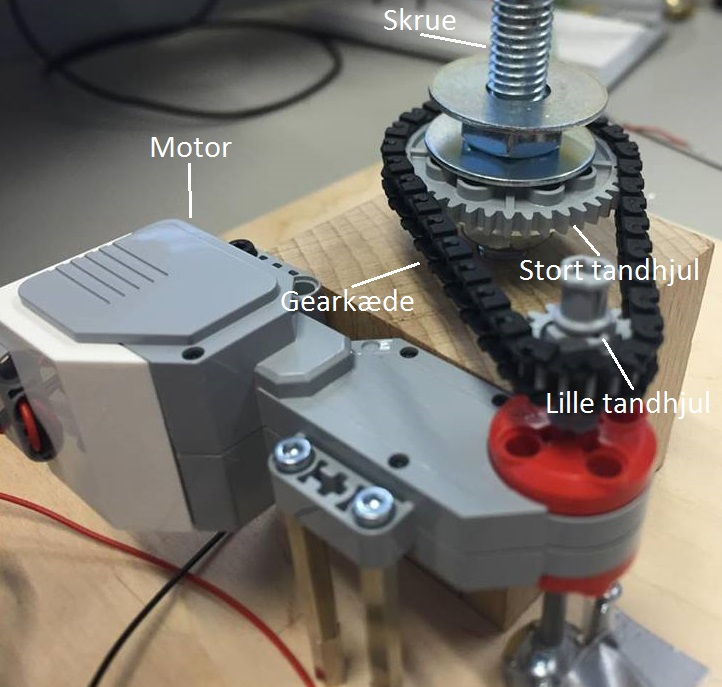 Skrue
Motor
Stort tandhjul
Gearkæde
Lille tandhjul